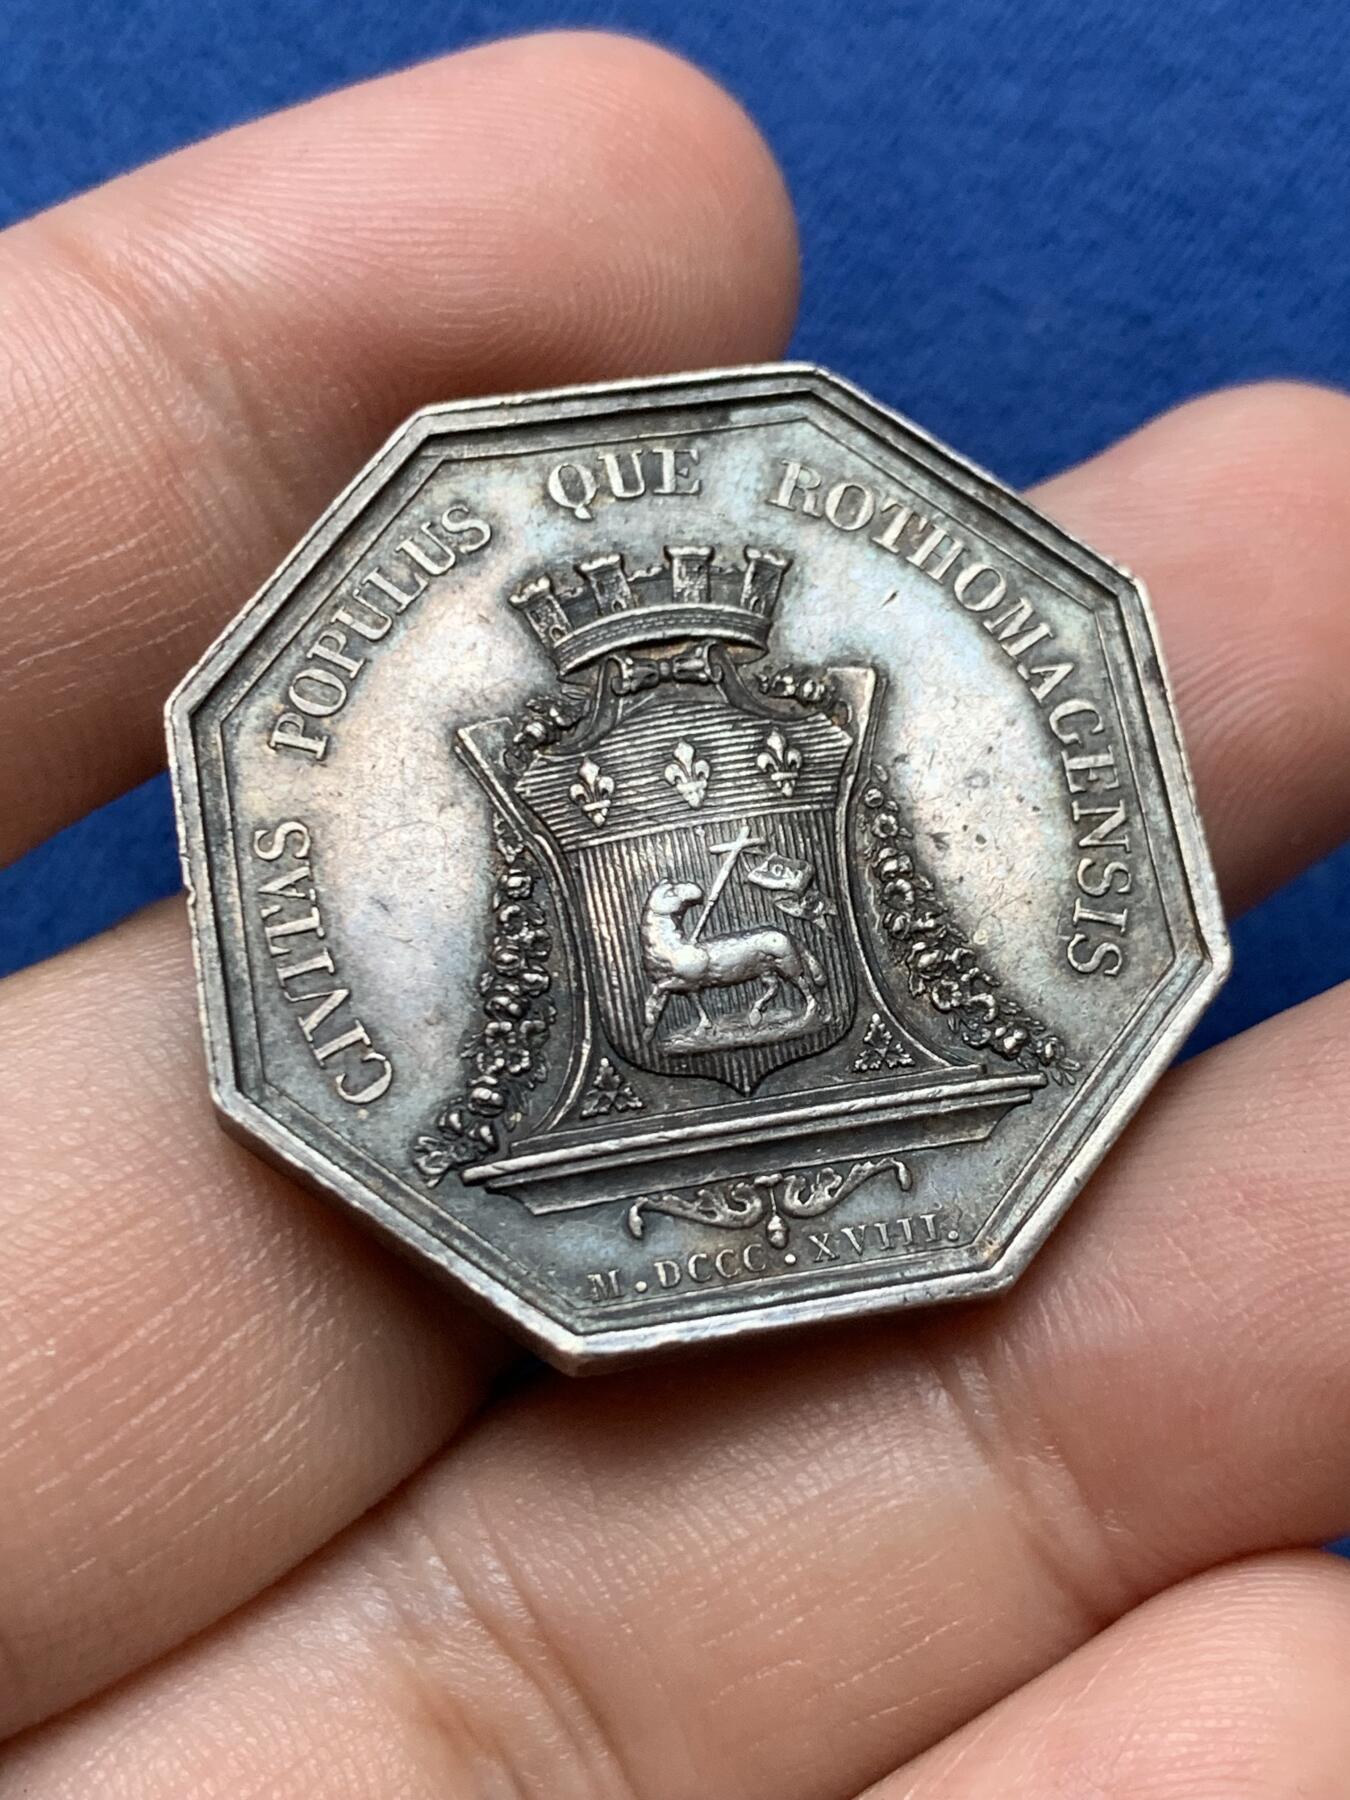 CIVITAS POPULUS QUE ROTHOMAGENSIS
M.DCCC.XVIII.